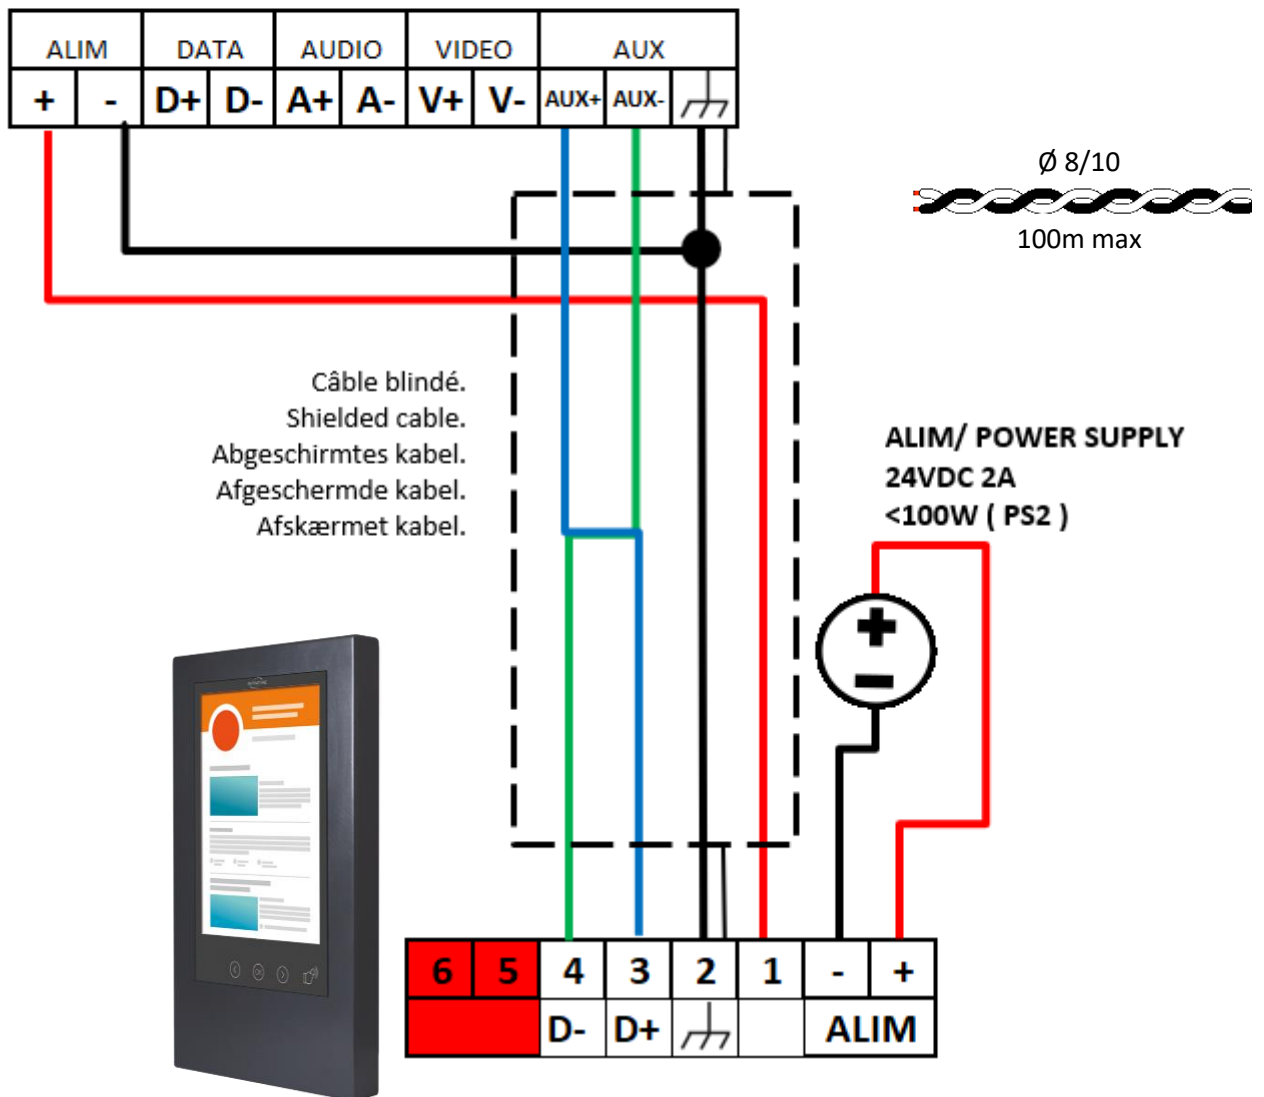 ALIM DATA AUDIO VIDEO AUX
+ - D+ D- A+ A- V+ V- AUX+ AUX-
Ø 8/10
100m max
Câble blindé.
Shielded cable.
Abgeschirmtes kabel.
Afgeschermde kabel.
Afskærmet kabel.
ALIM/ POWER SUPPLY
24VDC 2A
<100W ( PS2 )
+
-
6 5 4 3 2 1 - +
D- D+ ALIM